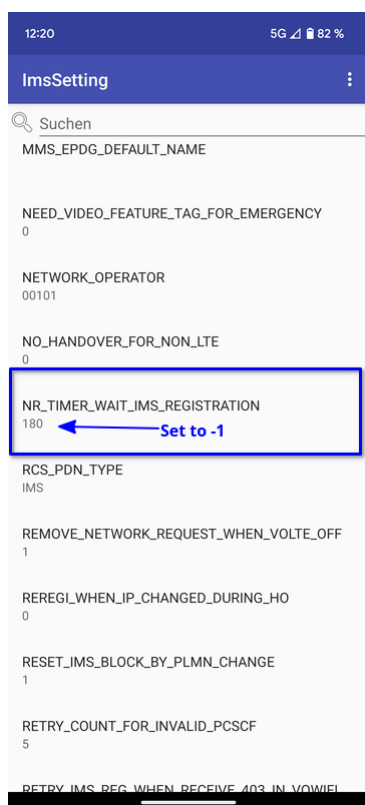 12:20
5G 82 %
ImsSetting
Suchen
MMS_EPDG_DEFAULT_NAME
NEED_VIDEO_FEATURE_TAG_FOR_EMERGENCY
0
NETWORK_OPERATOR
00101
NO_HANDOVER_FOR_NON_LTE
0
NR_TIMER_WAIT_IMS_REGISTRATION
180
Set to -1
RCS_PDN_TYPE
IMS
REMOVE_NETWORK_REQUEST_WHEN_VOLTE_OFF
1
REREGI_WHEN_IP_CHANGED_DURING_HO
0
RESET_IMS_BLOCK_BY_PLMN_CHANGE
1
RETRY_COUNT_FOR_INVALID_PCSCF
5
RETRY_IMS_REG_WHEN_RECEIVE_403_IN_VOWIFI